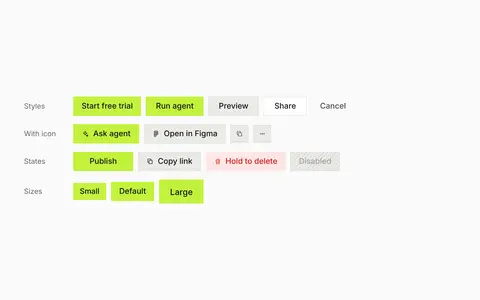 Styles Start free trial Run agent Preview Share Cancel
With icon Ask agent Open in Figma
States Publish Copy link Hold to delete Disabled
Sizes Small Default Large